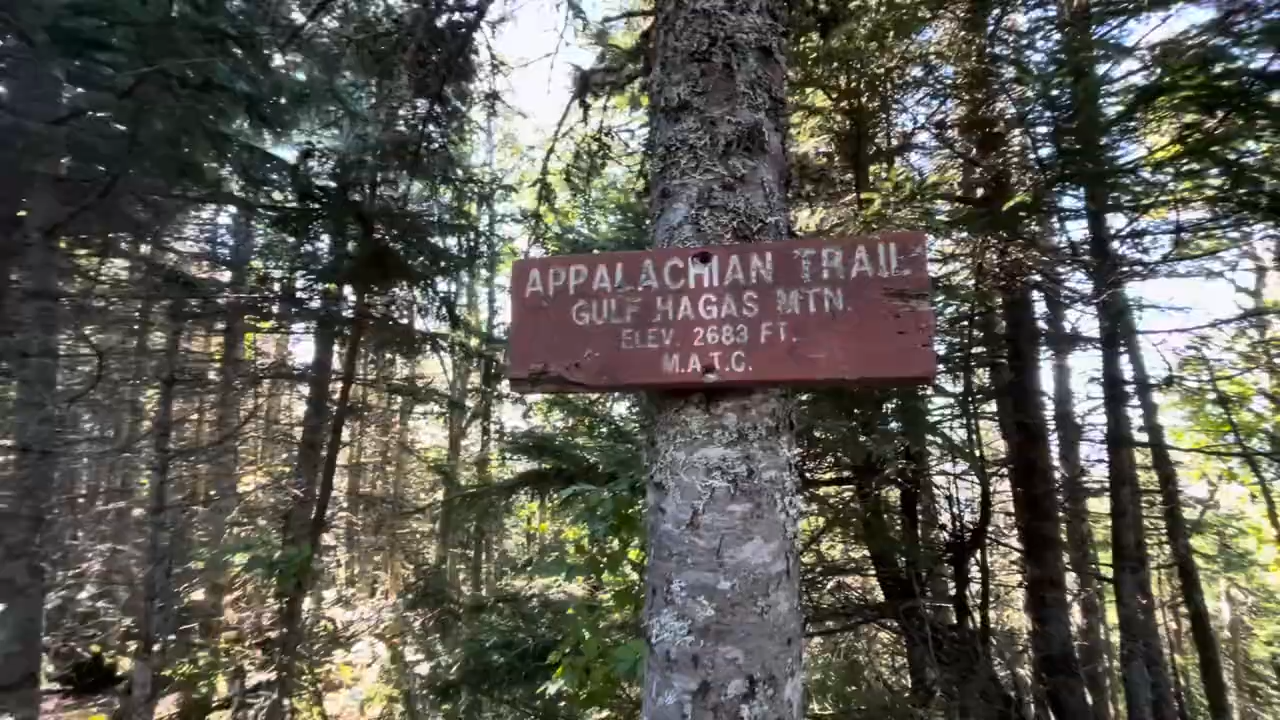 APPALACHIAN TRAIL
GULF HAGAS MTN.
ELEV. 2683 FT.
M.A.T.C.